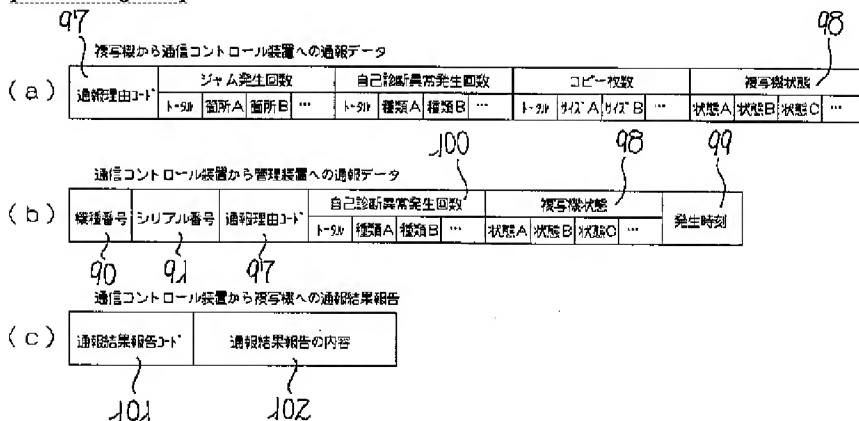 97
98
複写機から通信コントロール装置への通報データ
(a)
通報理由コード ジャム発生回数 自己診断異常発生回数 コピー枚数 複写機状態
トータル 箇所A 箇所B … トータル 種類A 種類B … トータル サイズA サイズB … 状態A 状態B 状態C …
100
98
99
通信コントロール装置から管理装置への通報データ
(b)
機種番号 シリアル番号 通報理由コード 自己診断異常発生回数 複写機状態 発生時刻
トータル 種類A 種類B … 状態A 状態B 状態C …
90
91
97
通信コントロール装置から複写機への通報結果報告
(c)
通報結果報告コード 通報結果報告の内容
101
102